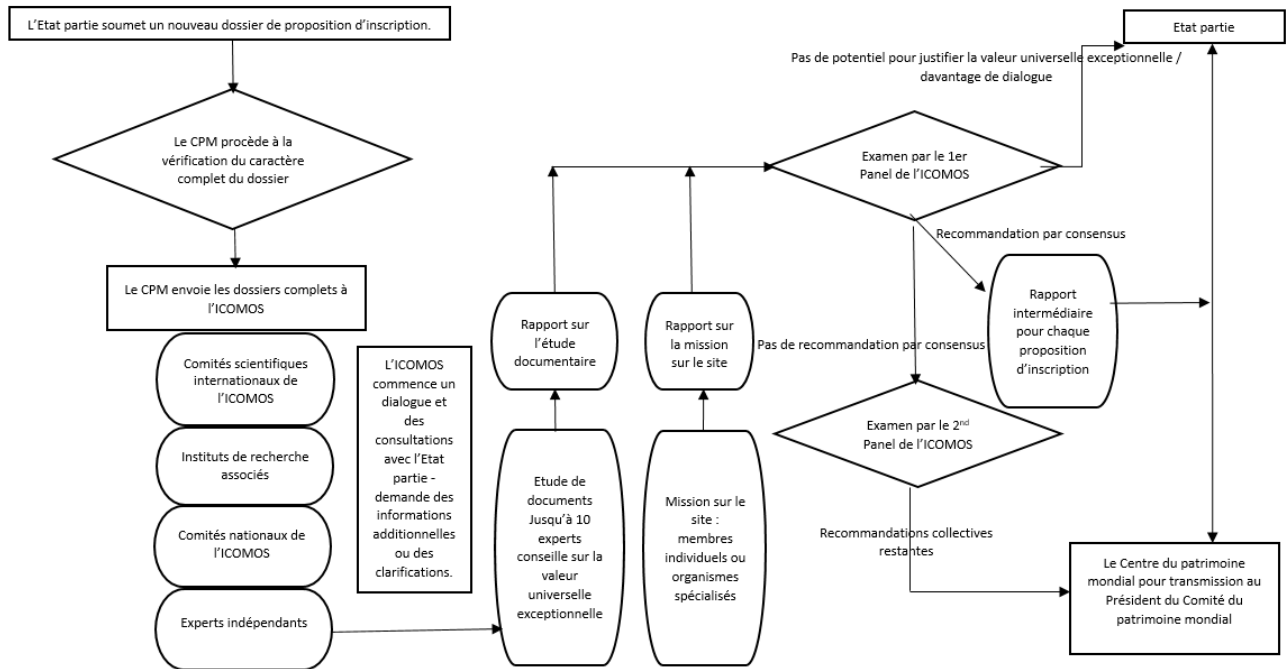 L'Etat partie soumet un nouveau dossier de proposition d'inscription.
Le CPM procède à la
vérification du caractère
complet du dossier
Le CPM envoie les dossiers complets à
l'ICOMOS
Comités scientifiques
internationaux de
l'ICOMOS
Instituts de recherche
associés
Comités nationaux de
l'ICOMOS
Experts indépendants
L'ICOMOS
commence un
dialogue et
des
consultations
avec l'Etat
partie -
demande des
informations
additionnelles
ou des
clarifications.
Rapport sur
l'étude
documentaire
Etude de
documents
Jusqu'à 10
experts
conseille sur la
valeur
universelle
exceptionnelle
Rapport sur
la mission
sur le site
Mission sur le
site :
membres
individuels ou
organismes
spécialisés
Etat partie
Pas de potentiel pour justifier la valeur universelle exceptionnelle /
davantage de dialogue
Examen par le 1er
Panel de l'ICOMOS
Recommandation par consensus
Rapport
intermédiaire
pour chaque
proposition
d'inscription
Pas de recommandation par consensus
Examen par le 2nd
Panel de l'ICOMOS
Recommandations collectives
restantes
Le Centre du patrimoine
mondial pour transmission au
Président du Comité du
patrimoine mondial